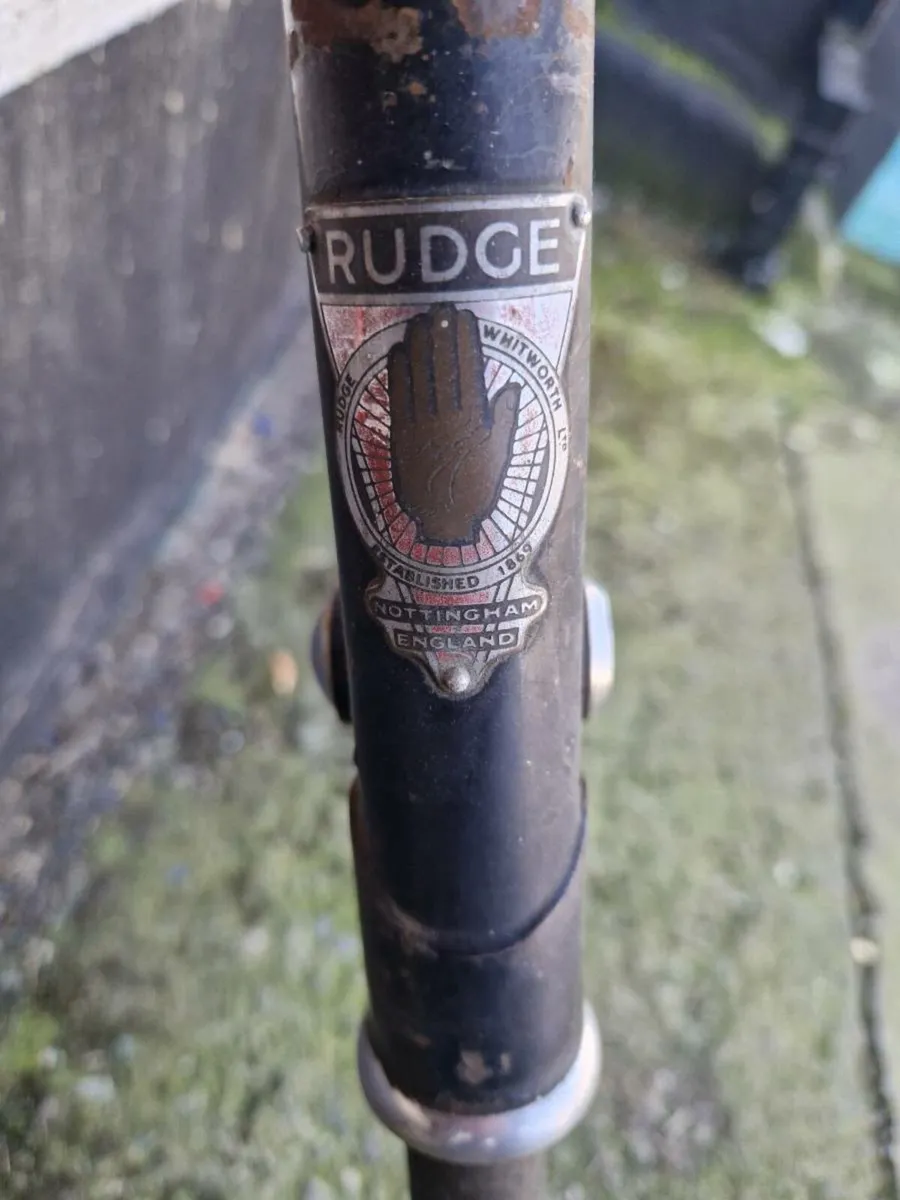 RUDGE
RUDGE WHITWORTH LTD
ESTABLISHED 1869
NOTTINGHAM
ENGLAND